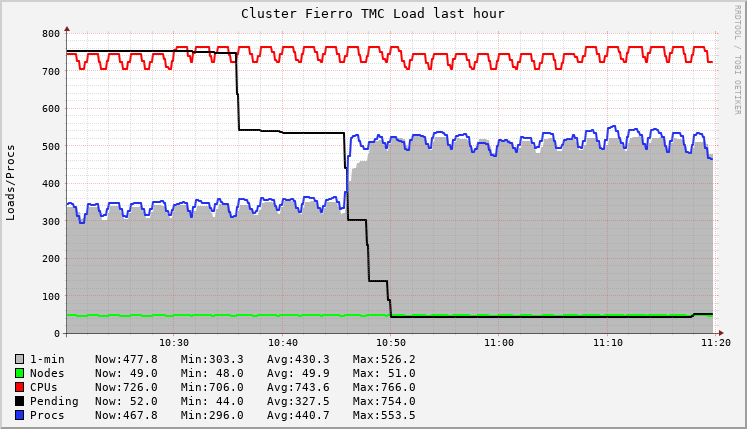 Cluster Fierro TMC Load last hour
RRDTOOL / TOBI OETIKER
Loads/Procs
800
700
600
500
400
300
200
100
0
10:30 10:40 10:50 11:00 11:10 11:20
1-min Now:477.8 Min:303.3 Avg:430.3 Max:526.2
Nodes Now: 49.0 Min: 48.0 Avg: 49.9 Max: 51.0
CPUs Now:726.0 Min:706.0 Avg:743.6 Max:766.0
Pending Now: 52.0 Min: 44.0 Avg:327.5 Max:754.0
Procs Now:467.8 Min:296.0 Avg:440.7 Max:553.5